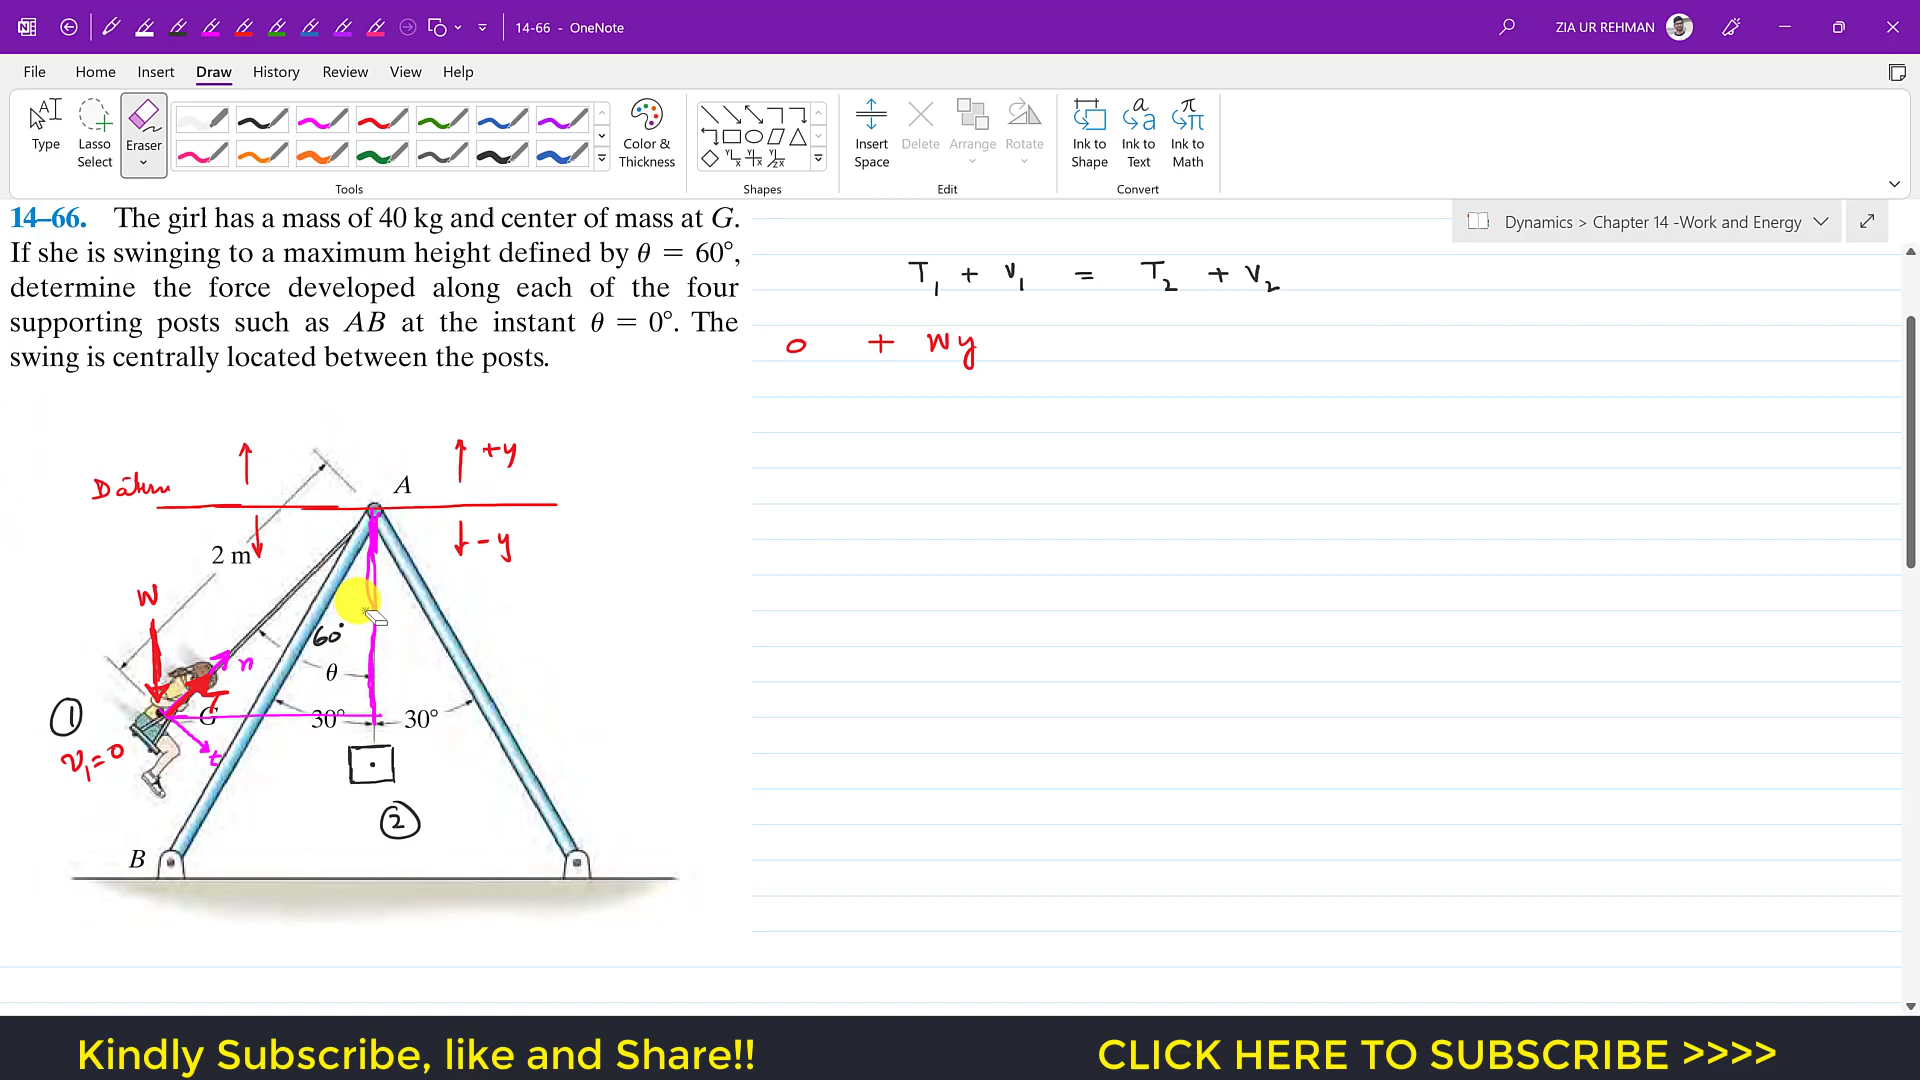 14-66 - OneNote
ZIA UR REHMAN
File Home Insert Draw History Review View Help
Type
Lasso Select
Eraser
Color & Thickness
Insert Space
Delete
Arrange
Rotate
Ink to Shape
Ink to Text
Ink to Math
Tools
Shapes
Edit
Convert
Dynamics > Chapter 14 -Work and Energy
14–66. The girl has a mass of 40 kg and center of mass at G.
If she is swinging to a maximum height defined by θ = 60°,
determine the force developed along each of the four
supporting posts such as AB at the instant θ = 0°. The
swing is centrally located between the posts.
T₁ + V₁ = T₂ + V₂
0 + Wy
+y
Datum
A
-y
2 m
W
60°
n
θ
T
G
30° 30°
1
v₁=0
t
2
B
Kindly Subscribe, like and Share!!
CLICK HERE TO SUBSCRIBE >>>>